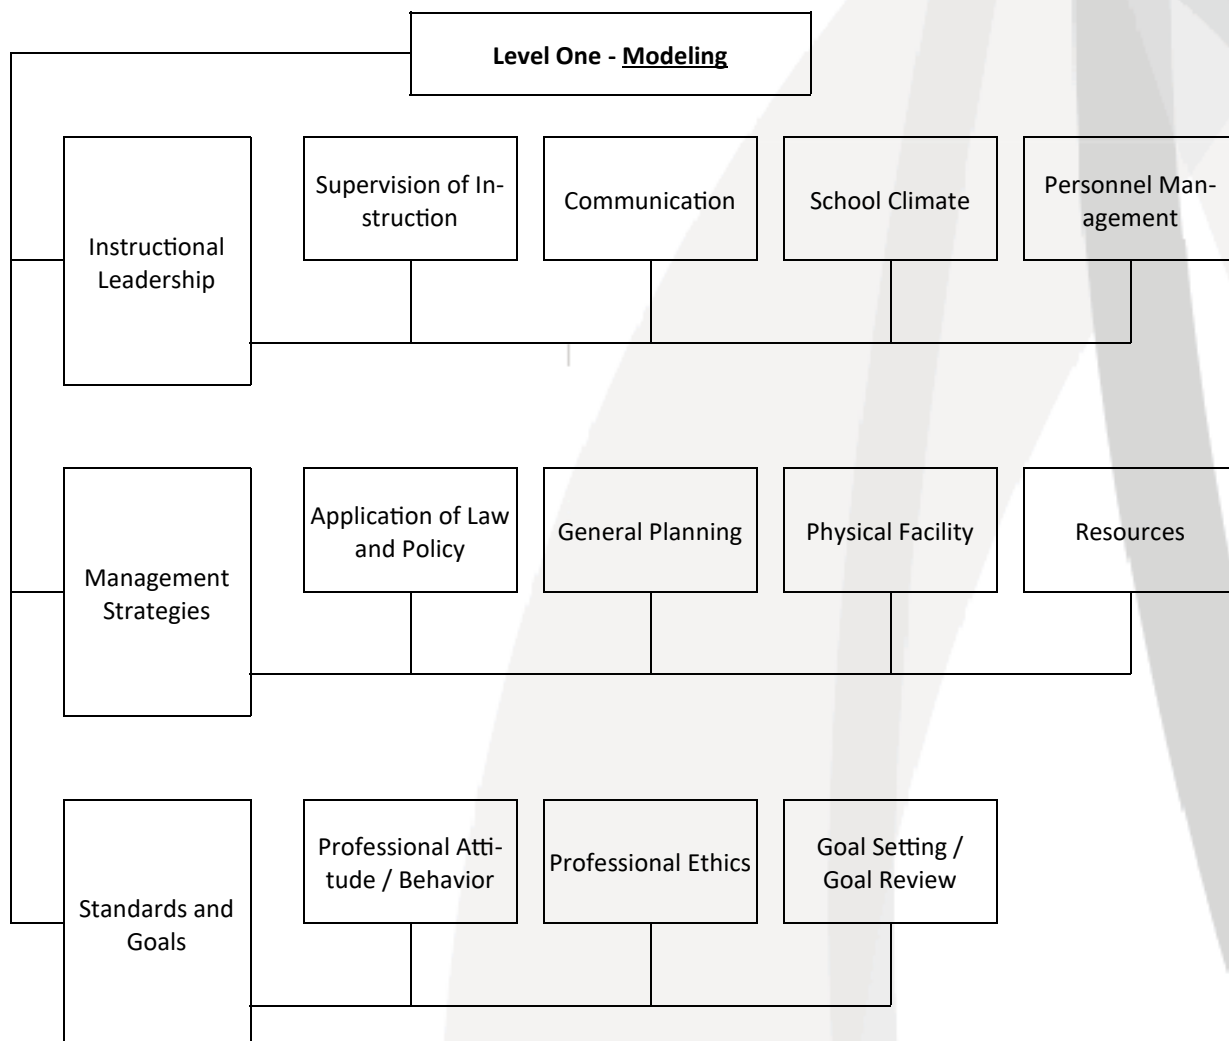 Level One - Modeling
Instructional
Leadership
Supervision of In-
struction
Communication
School Climate
Personnel Man-
agement
Management
Strategies
Application of Law
and Policy
General Planning
Physical Facility
Resources
Standards and
Goals
Professional Atti-
tude / Behavior
Professional Ethics
Goal Setting /
Goal Review